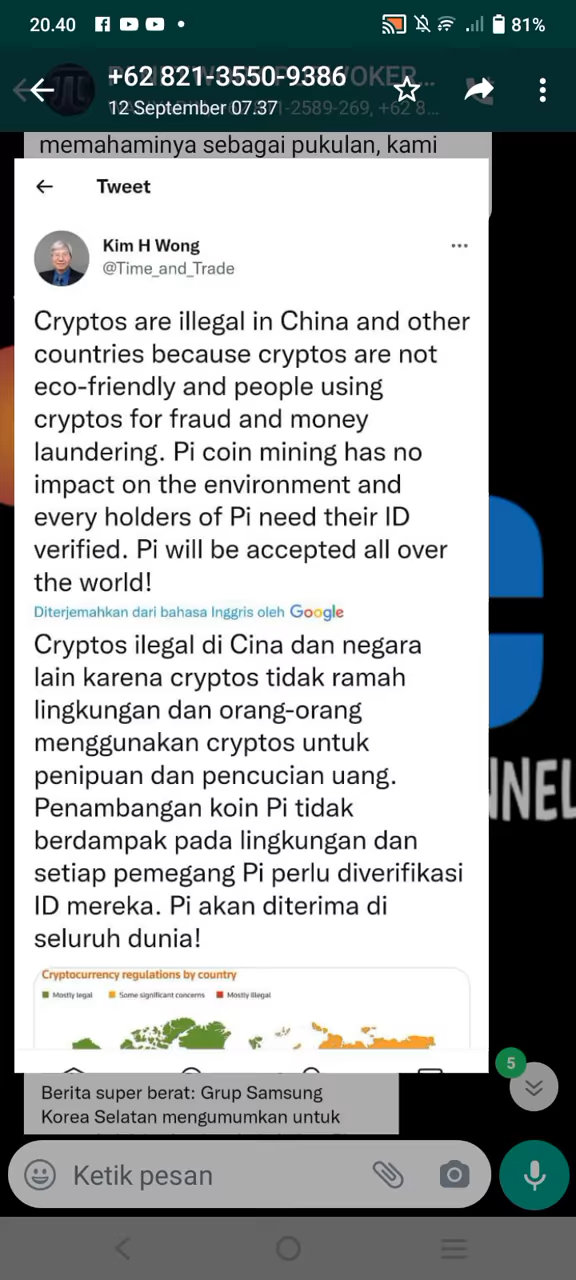 20.40
81%
+62 821-3550-9386
12 September 07.37
memahaminya sebagai pukulan, kami
Tweet
Kim H Wong
@Time_and_Trade
Cryptos are illegal in China and other
countries because cryptos are not
eco-friendly and people using
cryptos for fraud and money
laundering. Pi coin mining has no
impact on the environment and
every holders of Pi need their ID
verified. Pi will be accepted all over
the world!
Diterjemahkan dari bahasa Inggris oleh Google
Cryptos ilegal di Cina dan negara
lain karena cryptos tidak ramah
lingkungan dan orang-orang
menggunakan cryptos untuk
penipuan dan pencucian uang.
Penambangan koin Pi tidak
berdampak pada lingkungan dan
setiap pemegang Pi perlu diverifikasi
ID mereka. Pi akan diterima di
seluruh dunia!
Cryptocurrency regulations by country
Mostly legal Some significant concerns Mostly illegal
NNEL
5
Berita super berat: Grup Samsung
Korea Selatan mengumumkan untuk
Ketik pesan